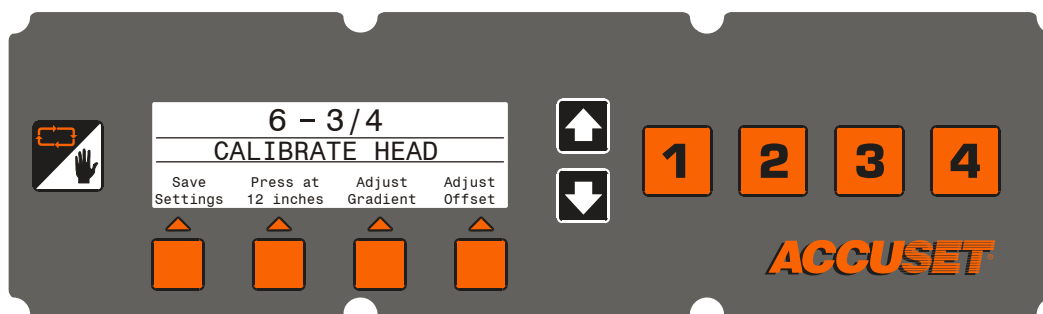 6 – 3/4
CALIBRATE HEAD
Save Settings
Press at 12 inches
Adjust Gradient
Adjust Offset
1 2 3 4
ACCUSET®